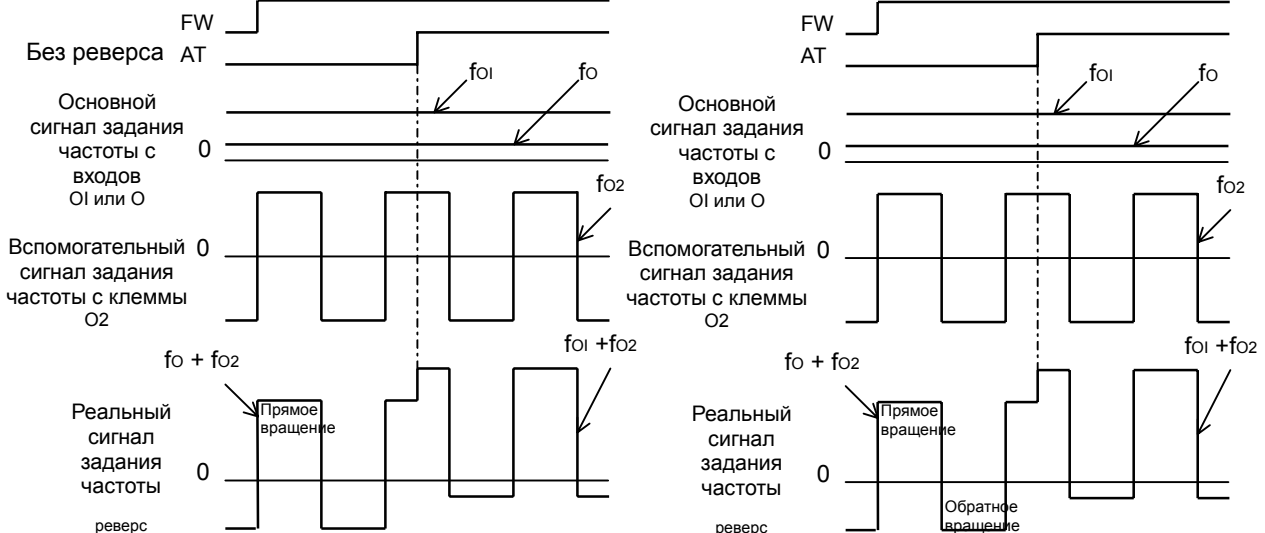 FW
Без реверса AT
fOI
fO
Основной
сигнал задания
частоты с
входов
OI или O
0
fO2
Вспомогательный
сигнал задания
частоты с клеммы
O2
0
fO + fO2
fOI +fO2
Прямое
вращение
Реальный
сигнал
задания
частоты
0
реверс
FW
AT
fOI
fO
Основной
сигнал задания
частоты с
входов
OI или O
0
fO2
Вспомогательный
сигнал задания
частоты с клеммы
O2
0
fO + fO2
fOI +fO2
Прямое
вращение
Реальный
сигнал
задания
частоты
0
Обратное
вращение
реверс